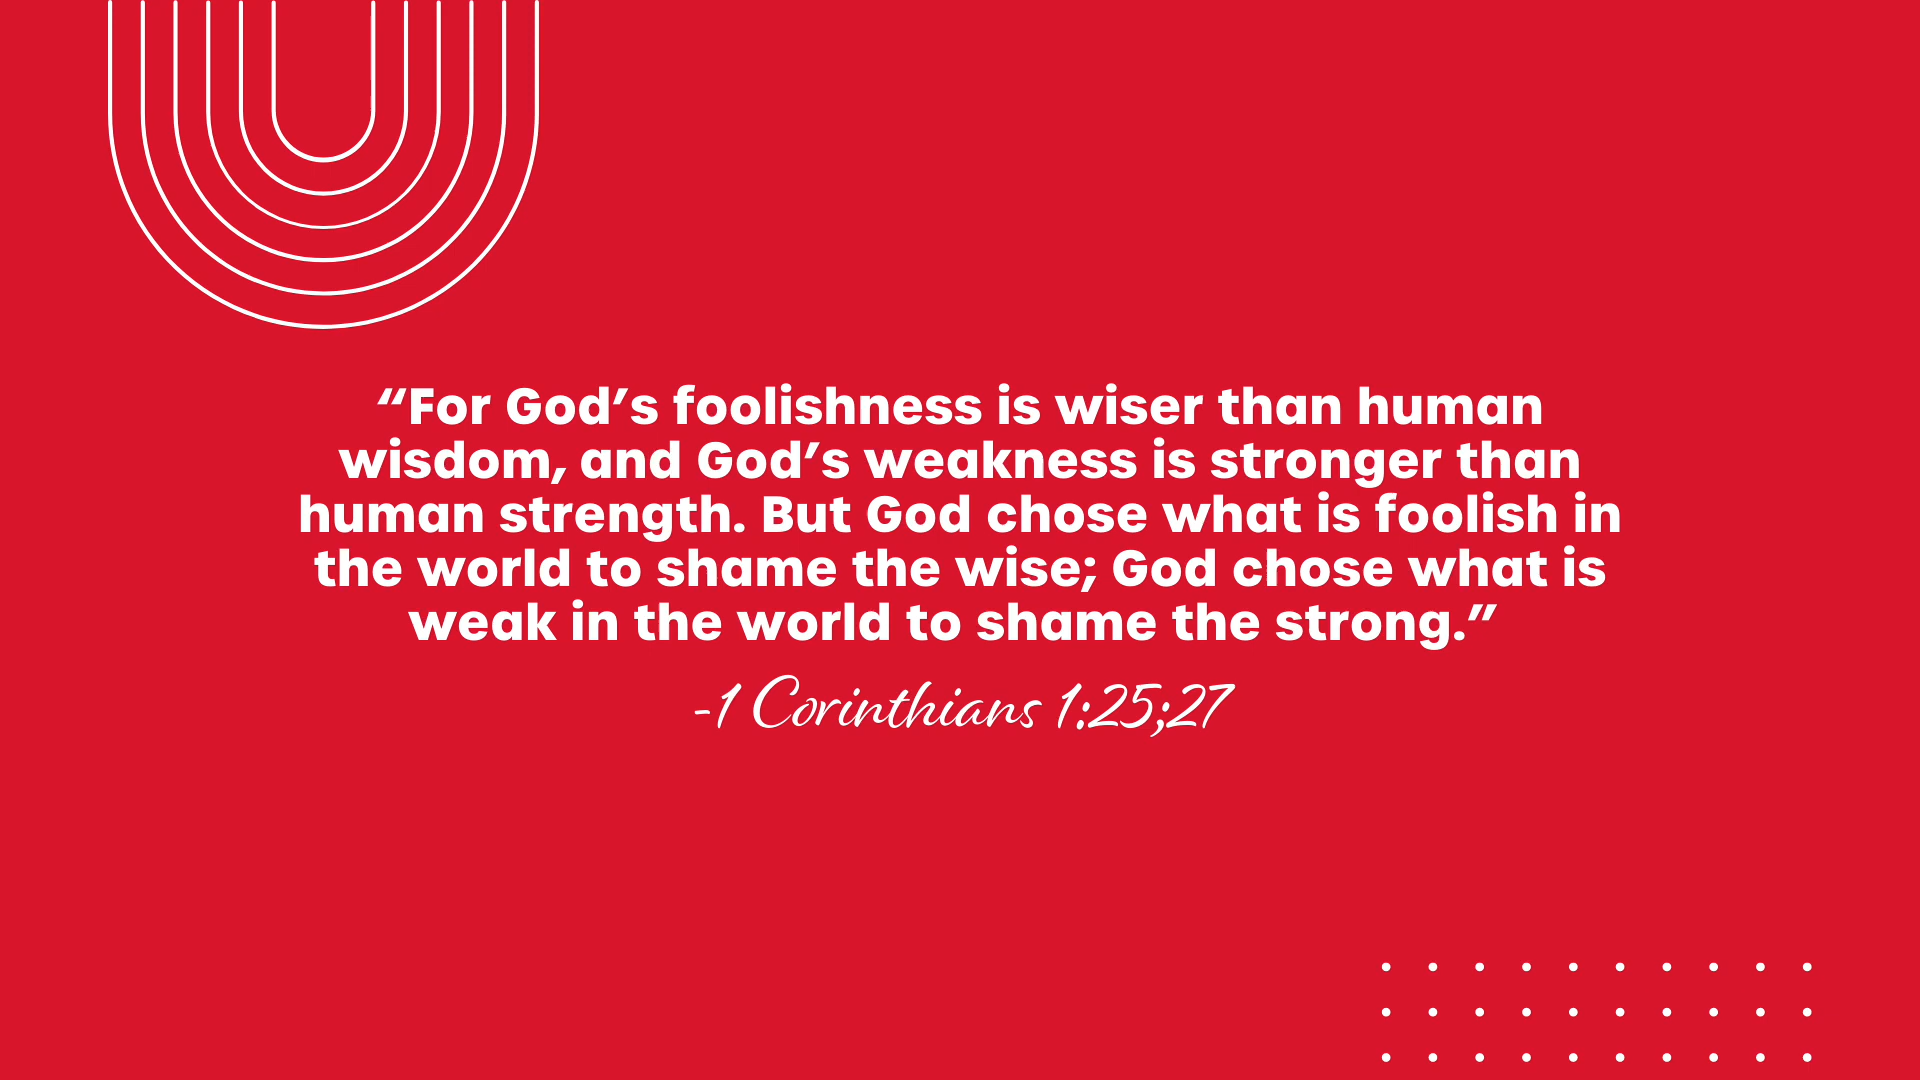 “For God’s foolishness is wiser than human
wisdom, and God’s weakness is stronger than
human strength. But God chose what is foolish in
the world to shame the wise; God chose what is
weak in the world to shame the strong.”
-1 Corinthians 1:25;27